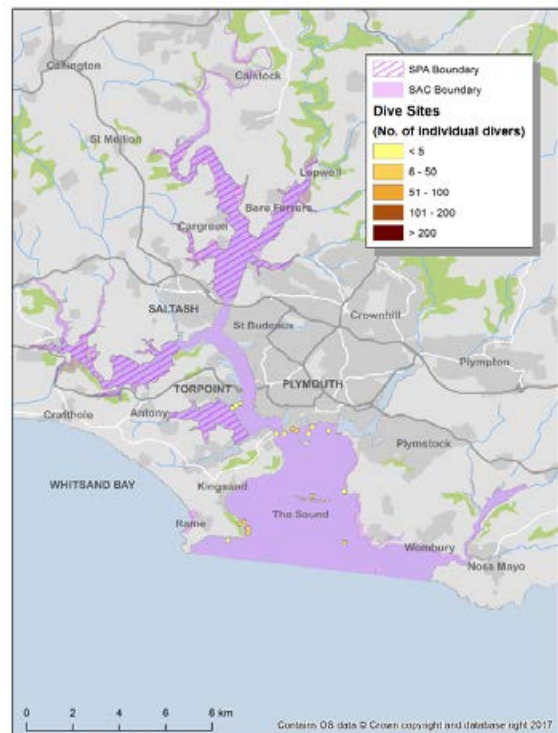 Callington
Calstock
St Mellion
Lopwell
Bere Ferrers
Cargreen
SALTASH
St Budeaux
Crownhill
Plympton
TORPOINT
PLYMOUTH
Crafthole
Antony
Plymstock
WHITSAND BAY
Kingsand
The Sound
Rame
Wembury
Noss Mayo
SPA Boundary
SAC Boundary
Dive Sites
(No. of individual divers)
< 5
6 - 50
51 - 100
101 - 200
> 200
0 2 4 6 8 km
Contains OS data © Crown copyright and database right 2017